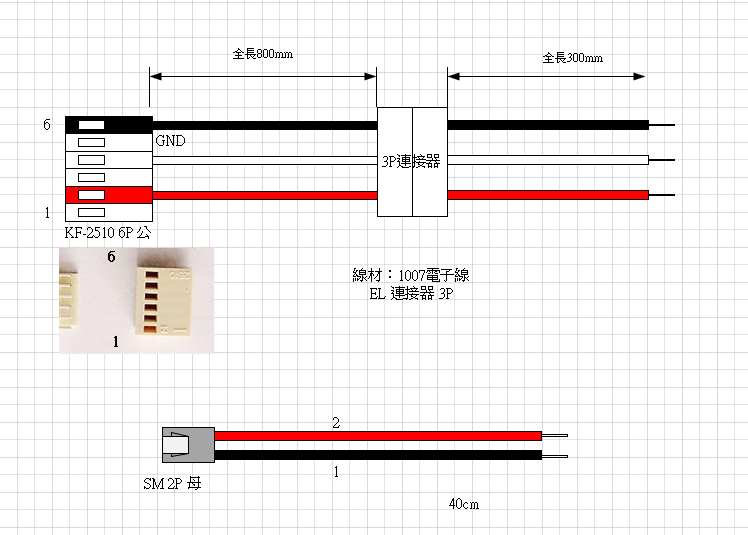 全長800mm
全長300mm
6
GND
3P連接器
1
KF-2510 6P 公
6
1
線材：1007電子線
EL 連接器 3P
2
1
SM 2P 母
40cm